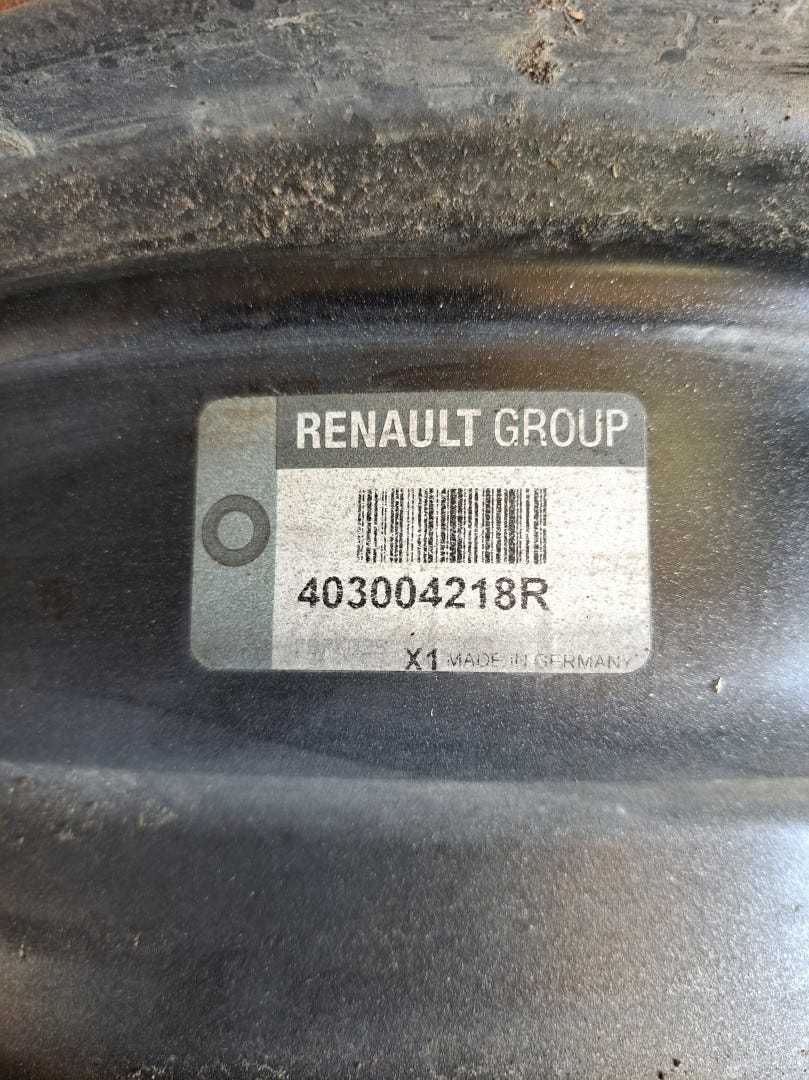 RENAULT GROUP
403004218R
X1 MADE IN GERMANY